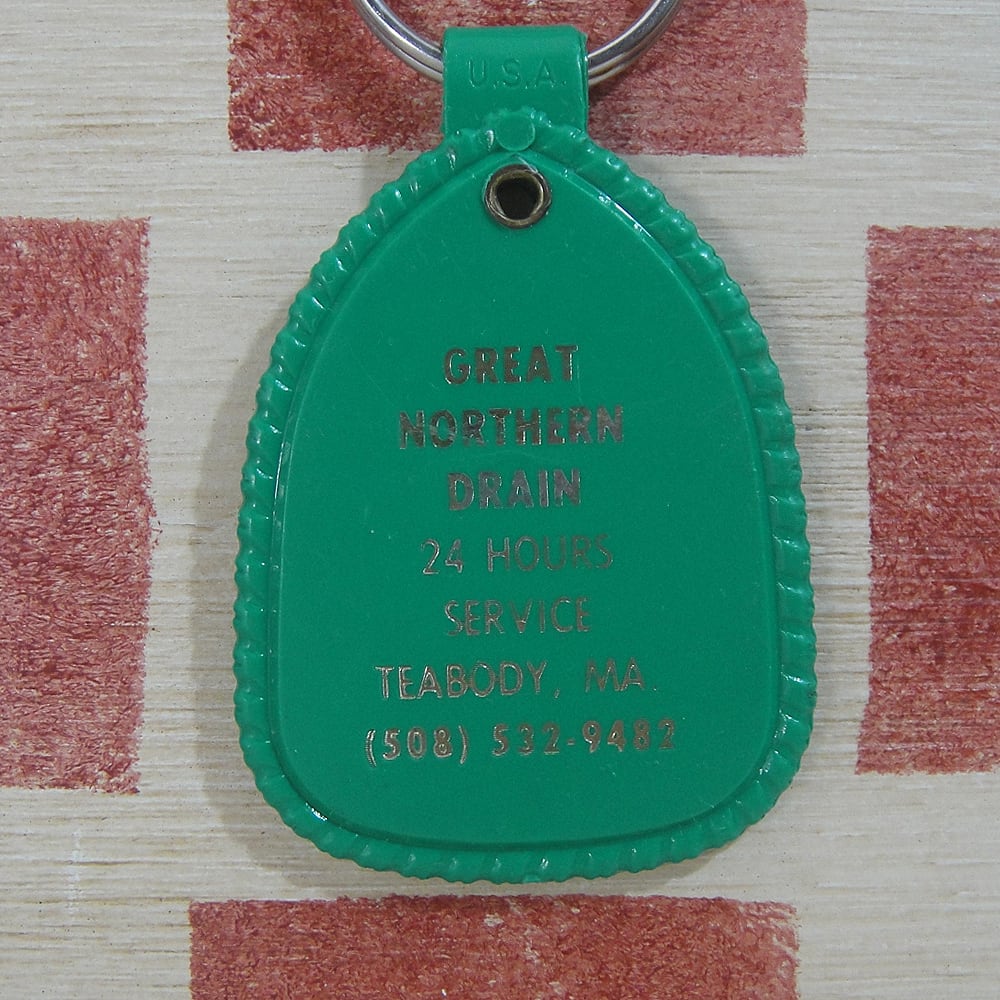 U.S.A.
GREAT
NORTHERN
DRAIN
24 HOURS
SERVICE
TEABODY, MA.
(508) 532-9482